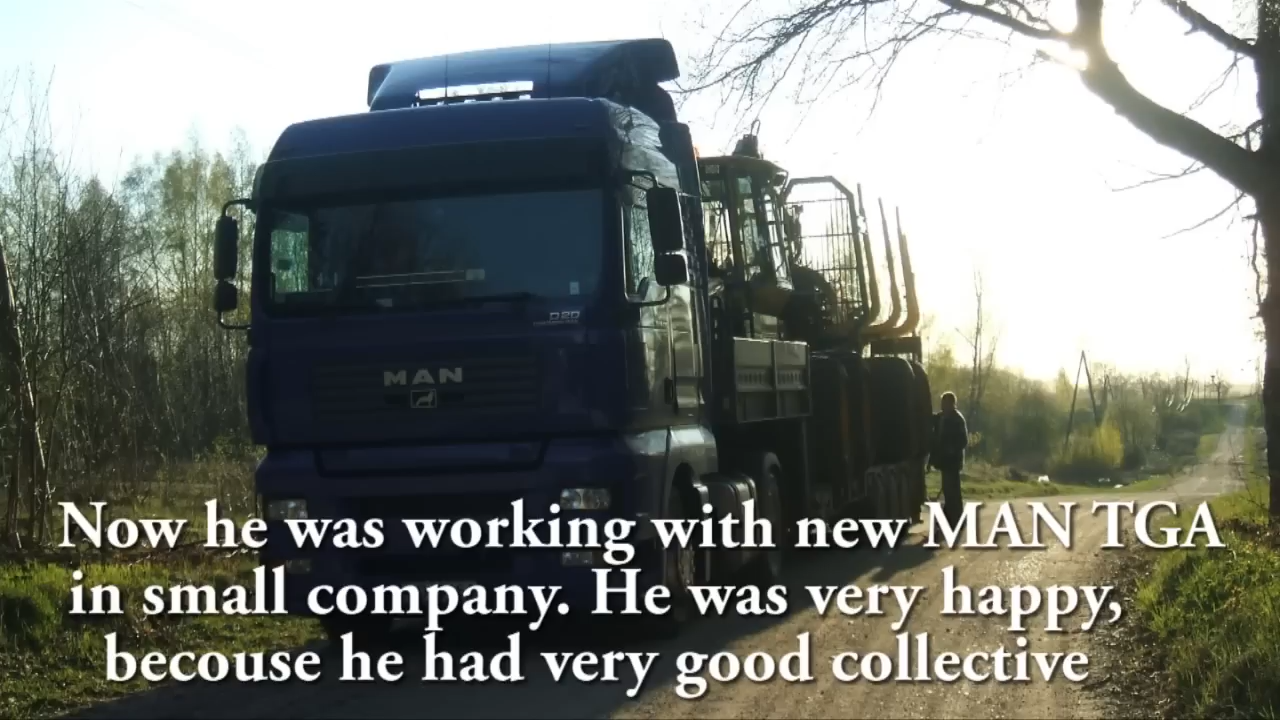 D20
MAN
Now he was working with new MAN TGA
in small company. He was very happy,
becouse he had very good collective